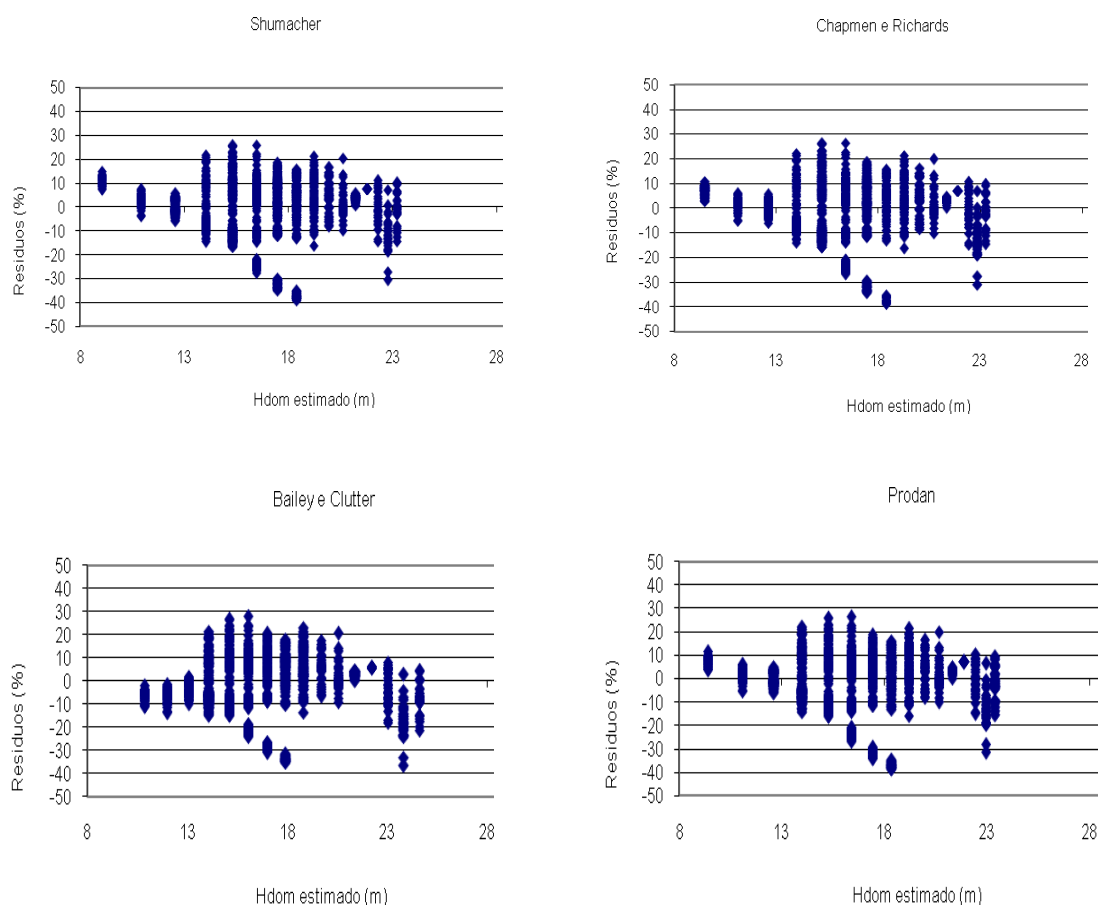 Shumacher
Residuos (%)
50
40
30
20
10
0
-10
-20
-30
-40
-50
8 13 18 23 28
Hdom estimado (m)
Chapmen e Richards
Residuos (%)
50
40
30
20
10
0
-10
-20
-30
-40
-50
8 13 18 23 28
Hdom estimado (m)
Bailey e Clutter
Residuos (%)
50
40
30
20
10
0
-10
-20
-30
-40
-50
8 13 18 23 28
Hdom estimado (m)
Prodan
Residuos (%)
50
40
30
20
10
0
-10
-20
-30
-40
-50
8 13 18 23 28
Hdom estimado (m)